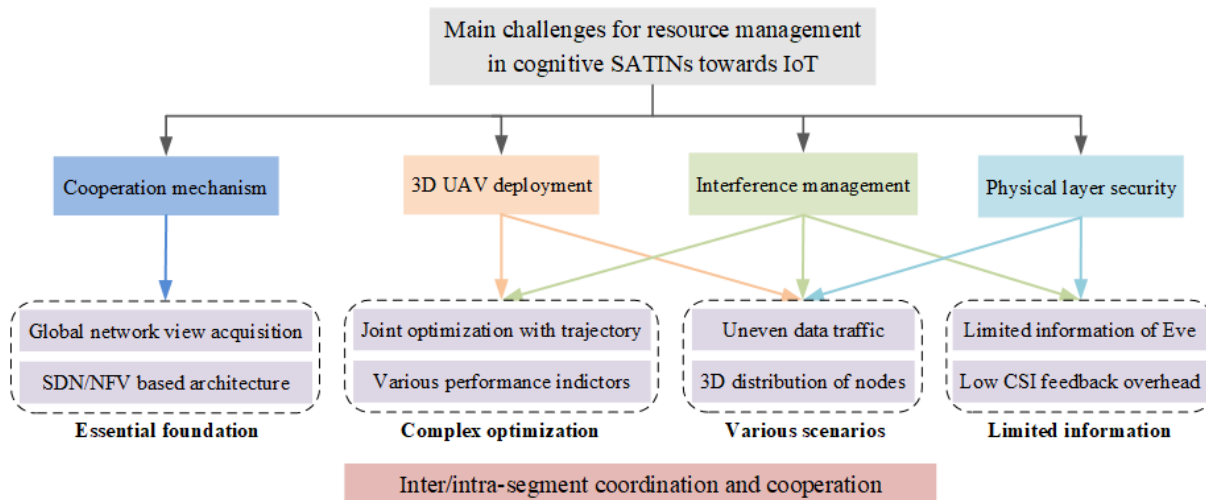 Main challenges for resource management
in cognitive SATINs towards IoT
Cooperation mechanism
3D UAV deployment
Interference management
Physical layer security
Global network view acquisition
SDN/NFV based architecture
Essential foundation
Joint optimization with trajectory
Various performance indictors
Complex optimization
Uneven data traffic
3D distribution of nodes
Various scenarios
Limited information of Eve
Low CSI feedback overhead
Limited information
Inter/intra-segment coordination and cooperation